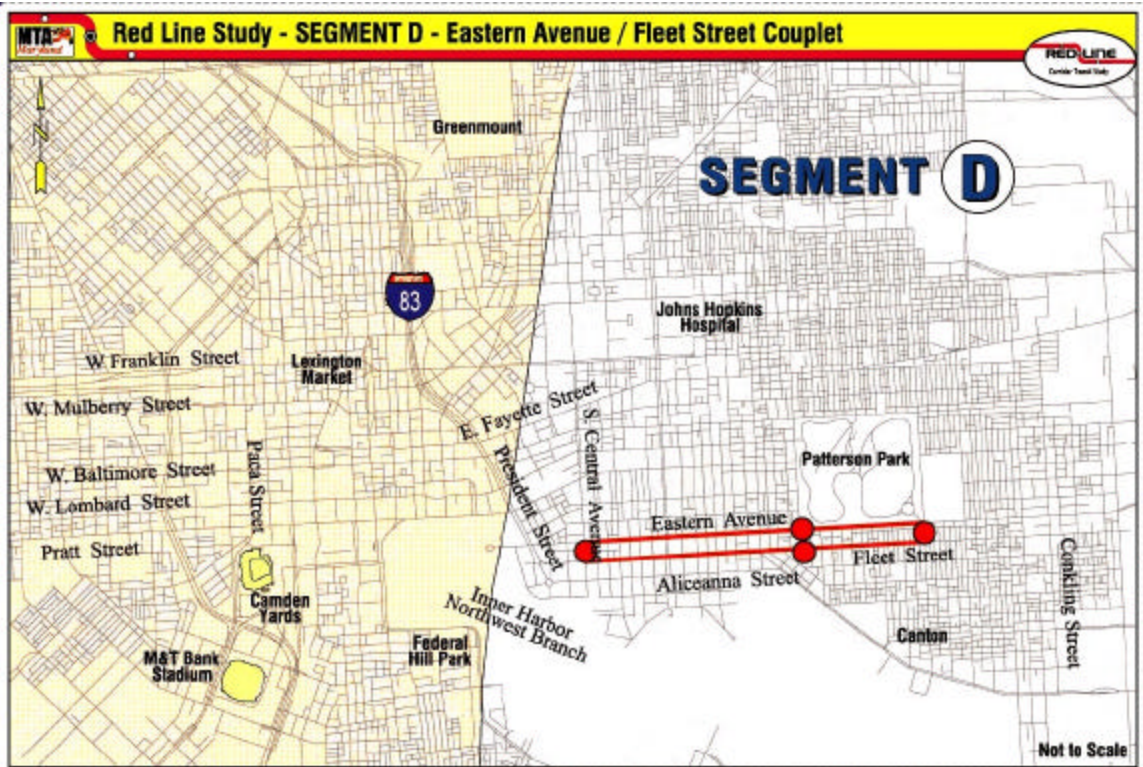 MTA
Maryland
Red Line Study - SEGMENT D - Eastern Avenue / Fleet Street Couplet
RED LINE
Corridor Transit Study
Greenmount
SEGMENT D
83
Johns Hopkins
Hospital
W. Franklin Street
Lexington
Market
W. Mulberry Street
E. Fayette Street
S. Central Avenue
Paca Street
President Street
Patterson Park
W. Baltimore Street
W. Lombard Street
Eastern Avenue
Pratt Street
Fleet Street
Aliceanna Street
Conkling Street
Camden
Yards
Inner Harbor
Northwest Branch
Federal
Hill Park
Canton
M&T Bank
Stadium
Not to Scale